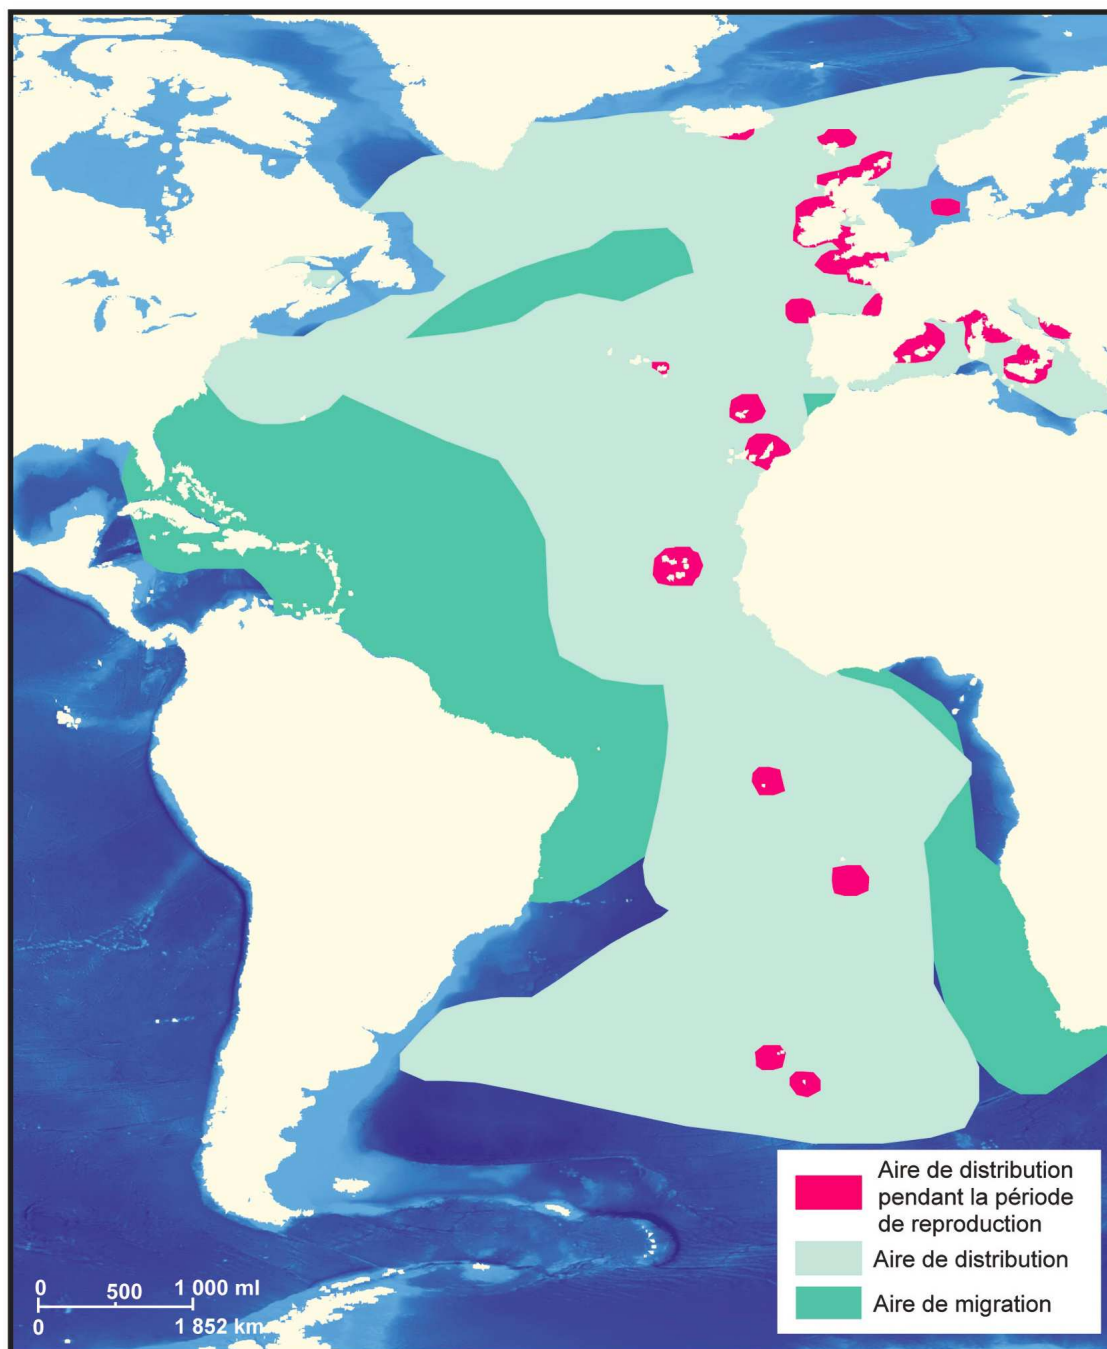 Aire de distribution
pendant la période
de reproduction
Aire de distribution
Aire de migration
0 500 1 000 ml
0 1 852 km